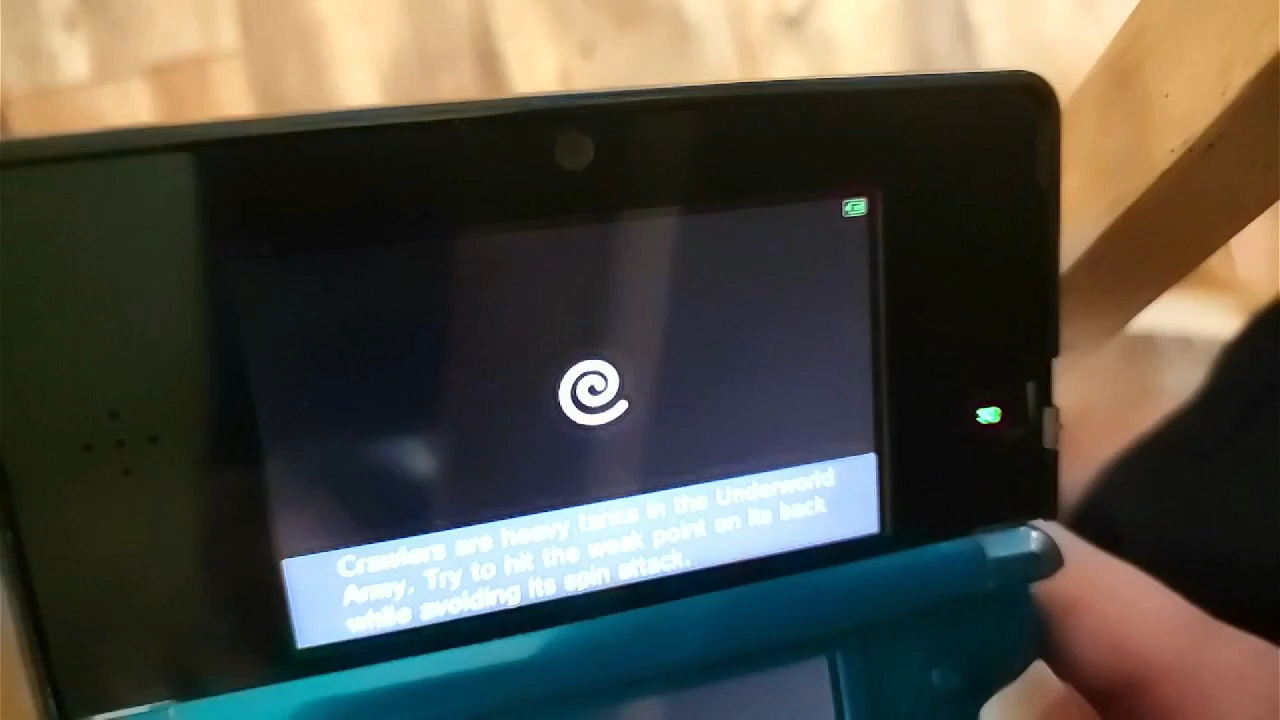 Crawlers are heavy tanks in the Underworld
Army. Try to hit the weak point on its back
while avoiding its spin attack.